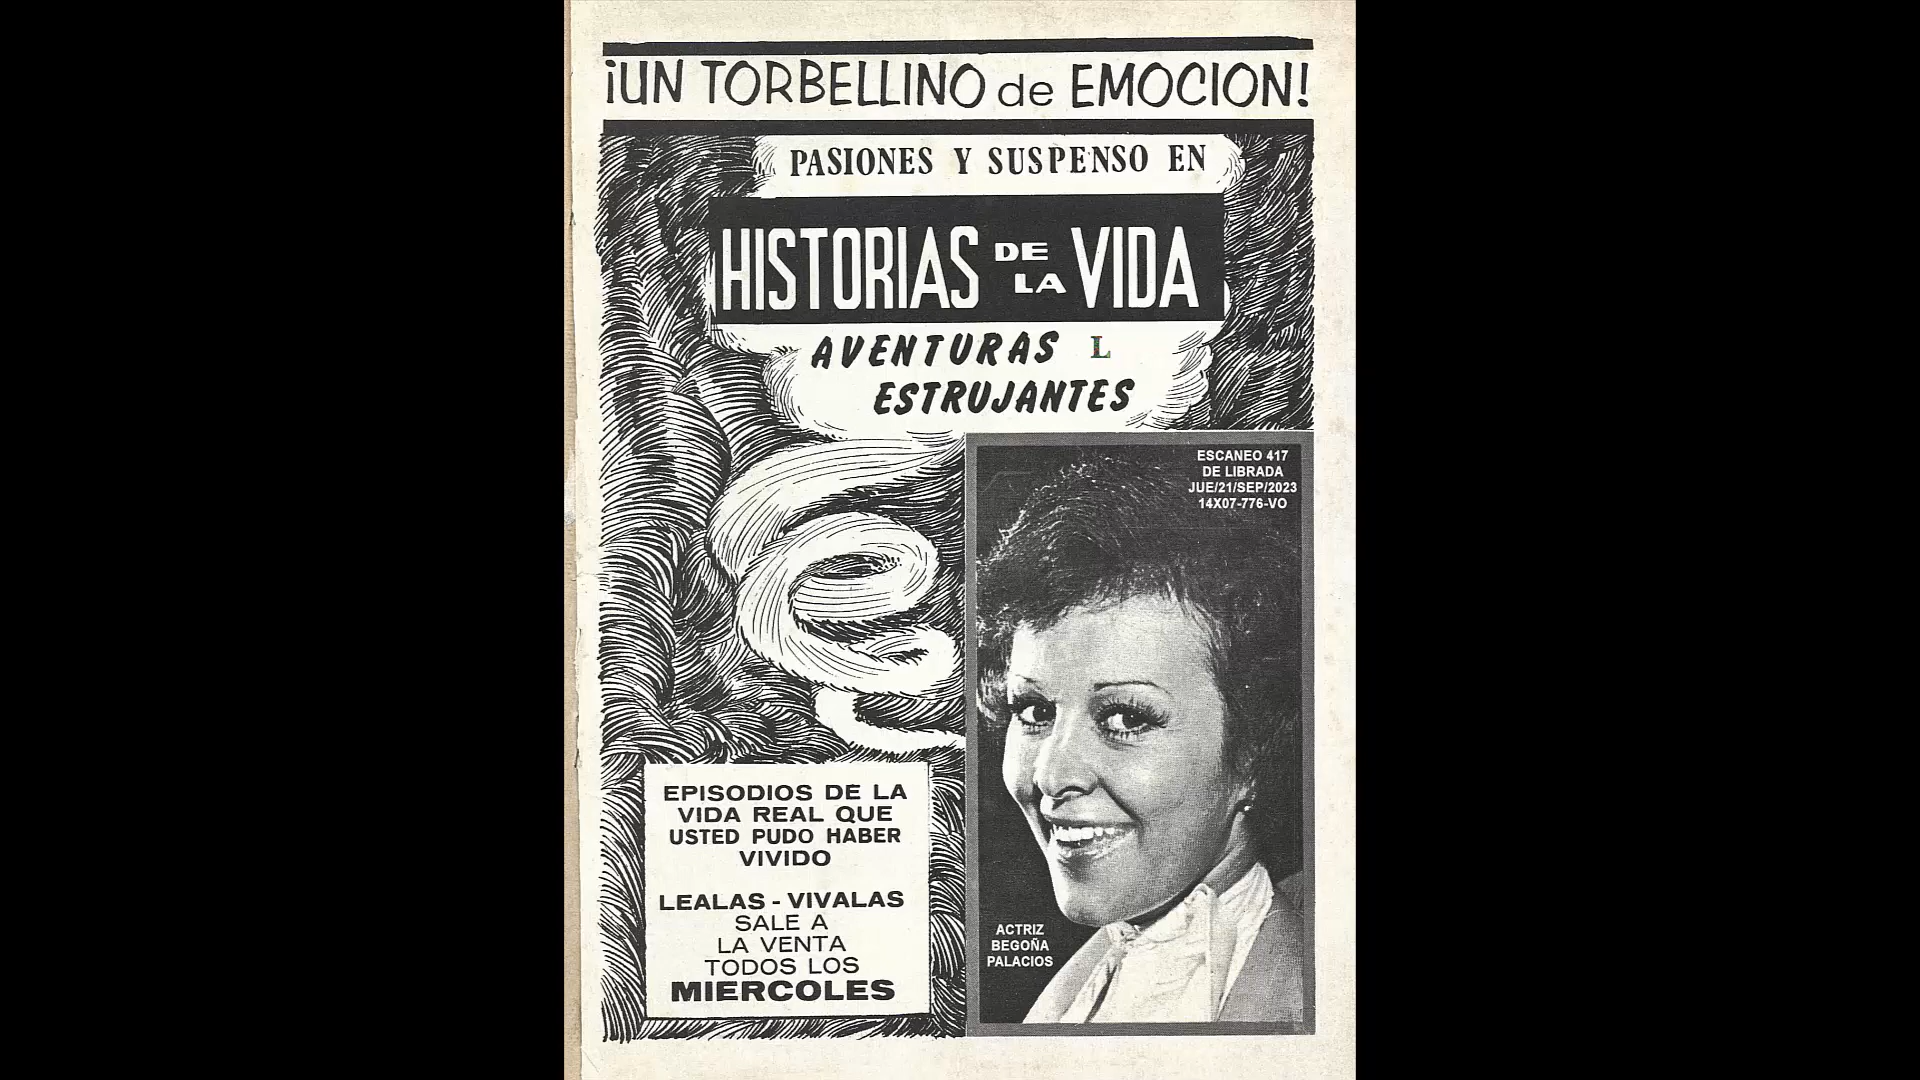 ¡UN TORBELLINO de EMOCION!
PASIONES Y SUSPENSO EN
HISTORIAS DE LA VIDA
AVENTURAS L
ESTRUJANTES
ESCANEO 417
DE LIBRADA
JUE/21/SEP/2023
14X07-776-VO
ACTRIZ
BEGOÑA
PALACIOS
EPISODIOS DE LA
VIDA REAL QUE
USTED PUDO HABER
VIVIDO
LEALAS - VIVALAS
SALE A
LA VENTA
TODOS LOS
MIERCOLES